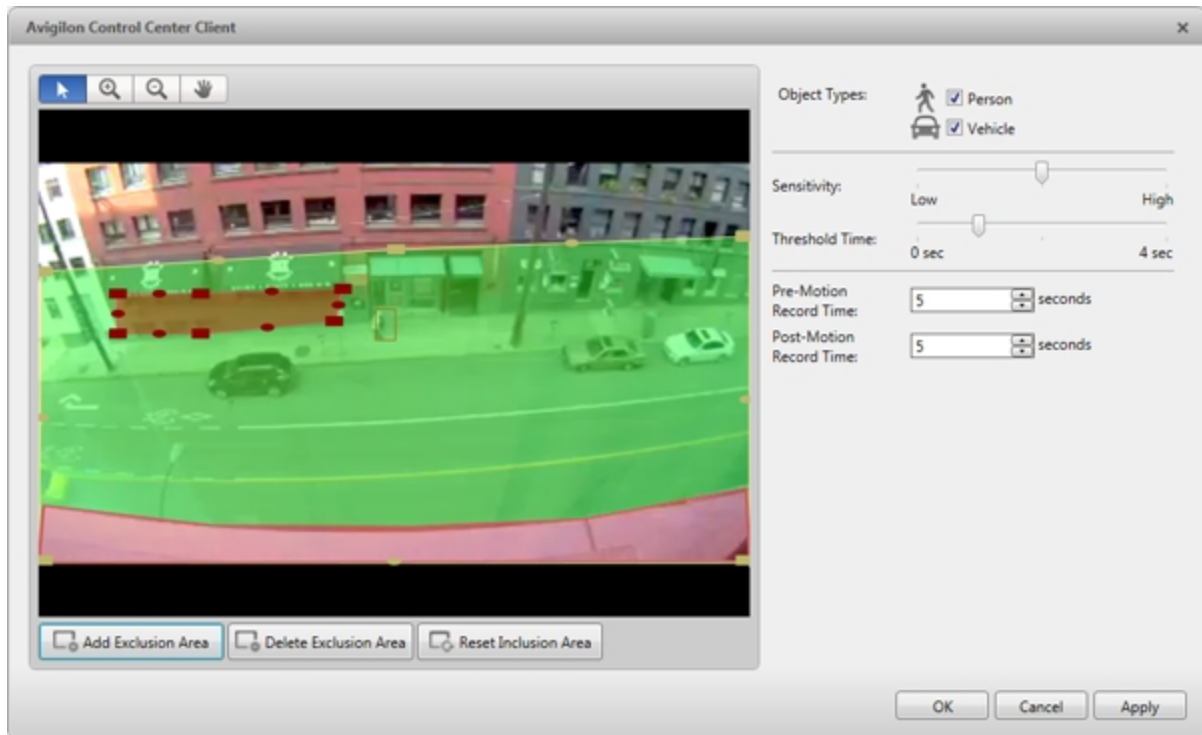 Avigilon Control Center Client
Object Types:
Person
Vehicle
Sensitivity:
Low
High
Threshold Time:
0 sec
4 sec
Pre-Motion
Record Time:
5
seconds
Post-Motion
Record Time:
5
seconds
Add Exclusion Area
Delete Exclusion Area
Reset Inclusion Area
OK
Cancel
Apply